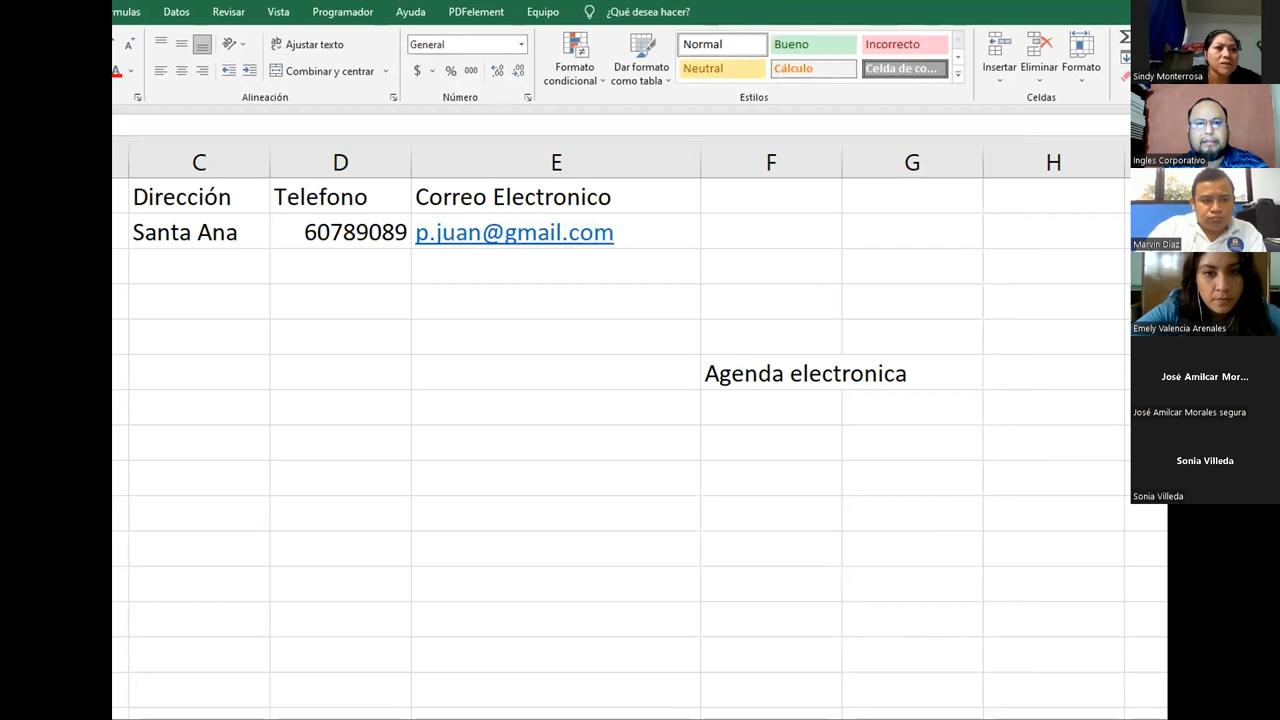 rmulas Datos Revisar Vista Programador Ayuda PDFelement Equipo ¿Qué desea hacer?
Ajustar texto
Combinar y centrar
Alineación
General
$ % 000
Número
Formato condicional
Dar formato como tabla
Normal Bueno Incorrecto
Neutral Cálculo Celda de co...
Estilos
Insertar Eliminar Formato
Celdas
C D E F G H
Dirección Telefono Correo Electronico
Santa Ana 60789089 p.juan@gmail.com
Agenda electronica
Sindy Monterrosa
Ingles Corporativo
Marvin Diaz
Emely Valencia Arenales
José Amilcar Mor...
José Amilcar Morales segura
Sonia Villeda
Sonia Villeda